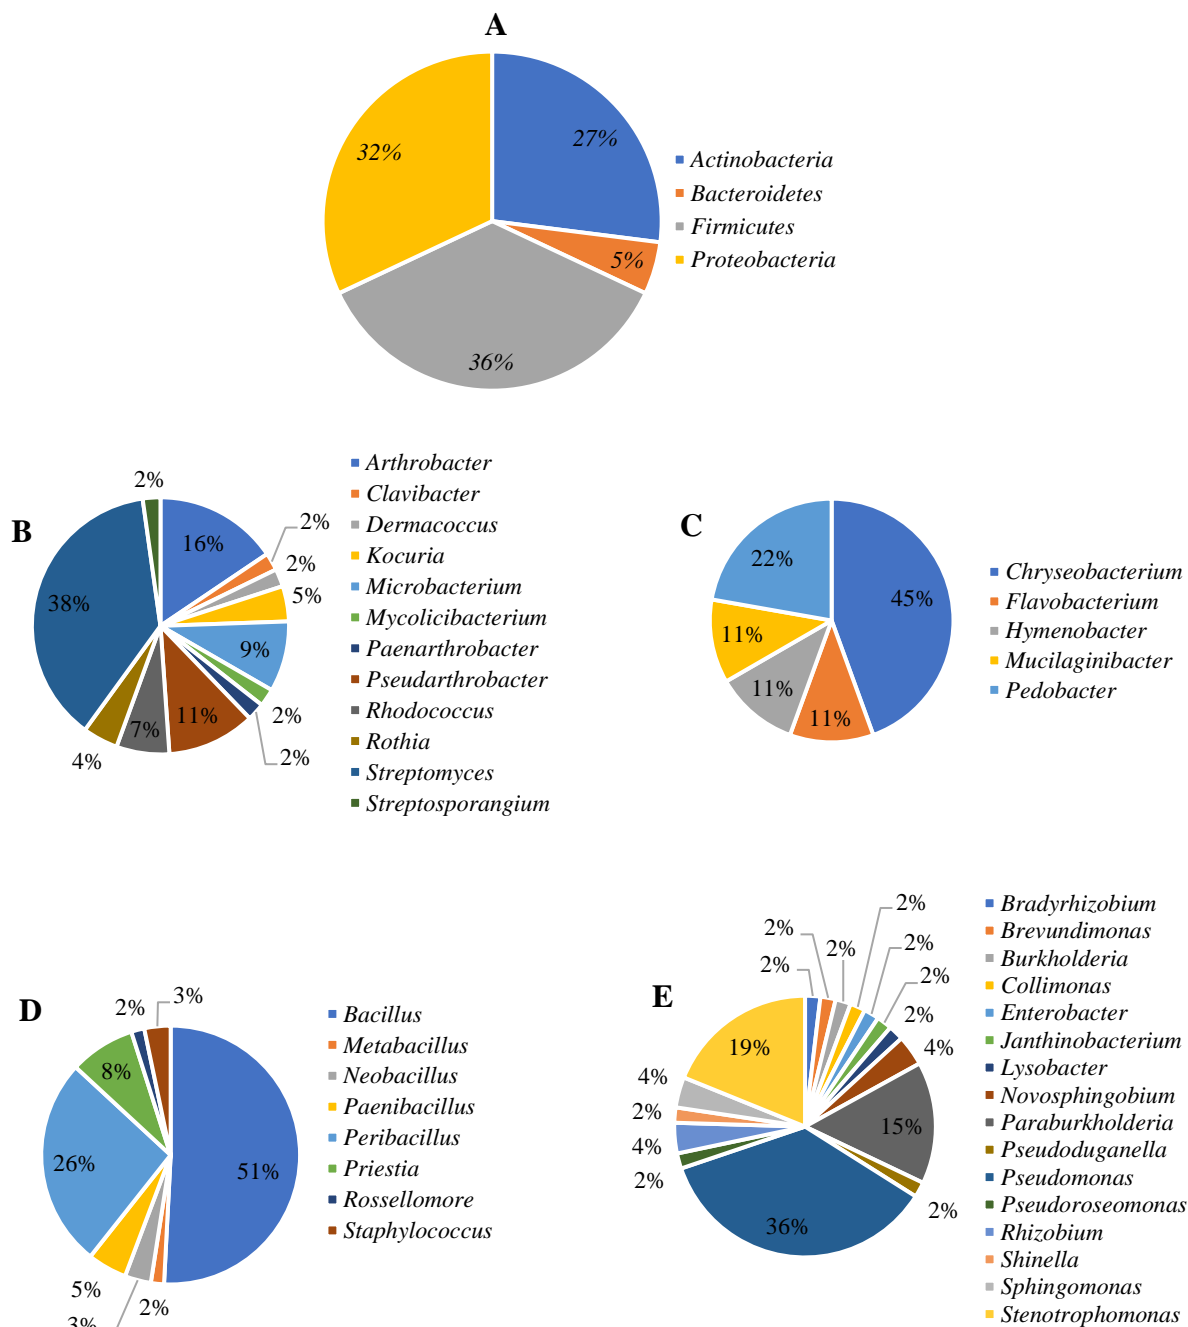 A
32%
27%
5%
36%
Actinobacteria
Bacteroidetes
Firmicutes
Proteobacteria
B
2%
16%
2%
2%
5%
9%
2%
2%
11%
7%
4%
38%
Arthrobacter
Clavibacter
Dermacoccus
Kocuria
Microbacterium
Mycolicibacterium
Paenarthrobacter
Pseudarthrobacter
Rhodococcus
Rothia
Streptomyces
Streptosporangium
C
22%
45%
11%
11%
11%
Chryseobacterium
Flavobacterium
Hymenobacter
Mucilaginibacter
Pedobacter
D
2%
3%
8%
26%
51%
5%
3%
2%
Bacillus
Metabacillus
Neobacillus
Paenibacillus
Peribacillus
Priestia
Rossellomore
Staphylococcus
E
2%
2%
2%
2%
2%
2%
2%
4%
15%
2%
36%
2%
4%
2%
4%
19%
Bradyrhizobium
Brevundimonas
Burkholderia
Collimonas
Enterobacter
Janthinobacterium
Lysobacter
Novosphingobium
Paraburkholderia
Pseudoduganella
Pseudomonas
Pseudoroseomonas
Rhizobium
Shinella
Sphingomonas
Stenotrophomonas